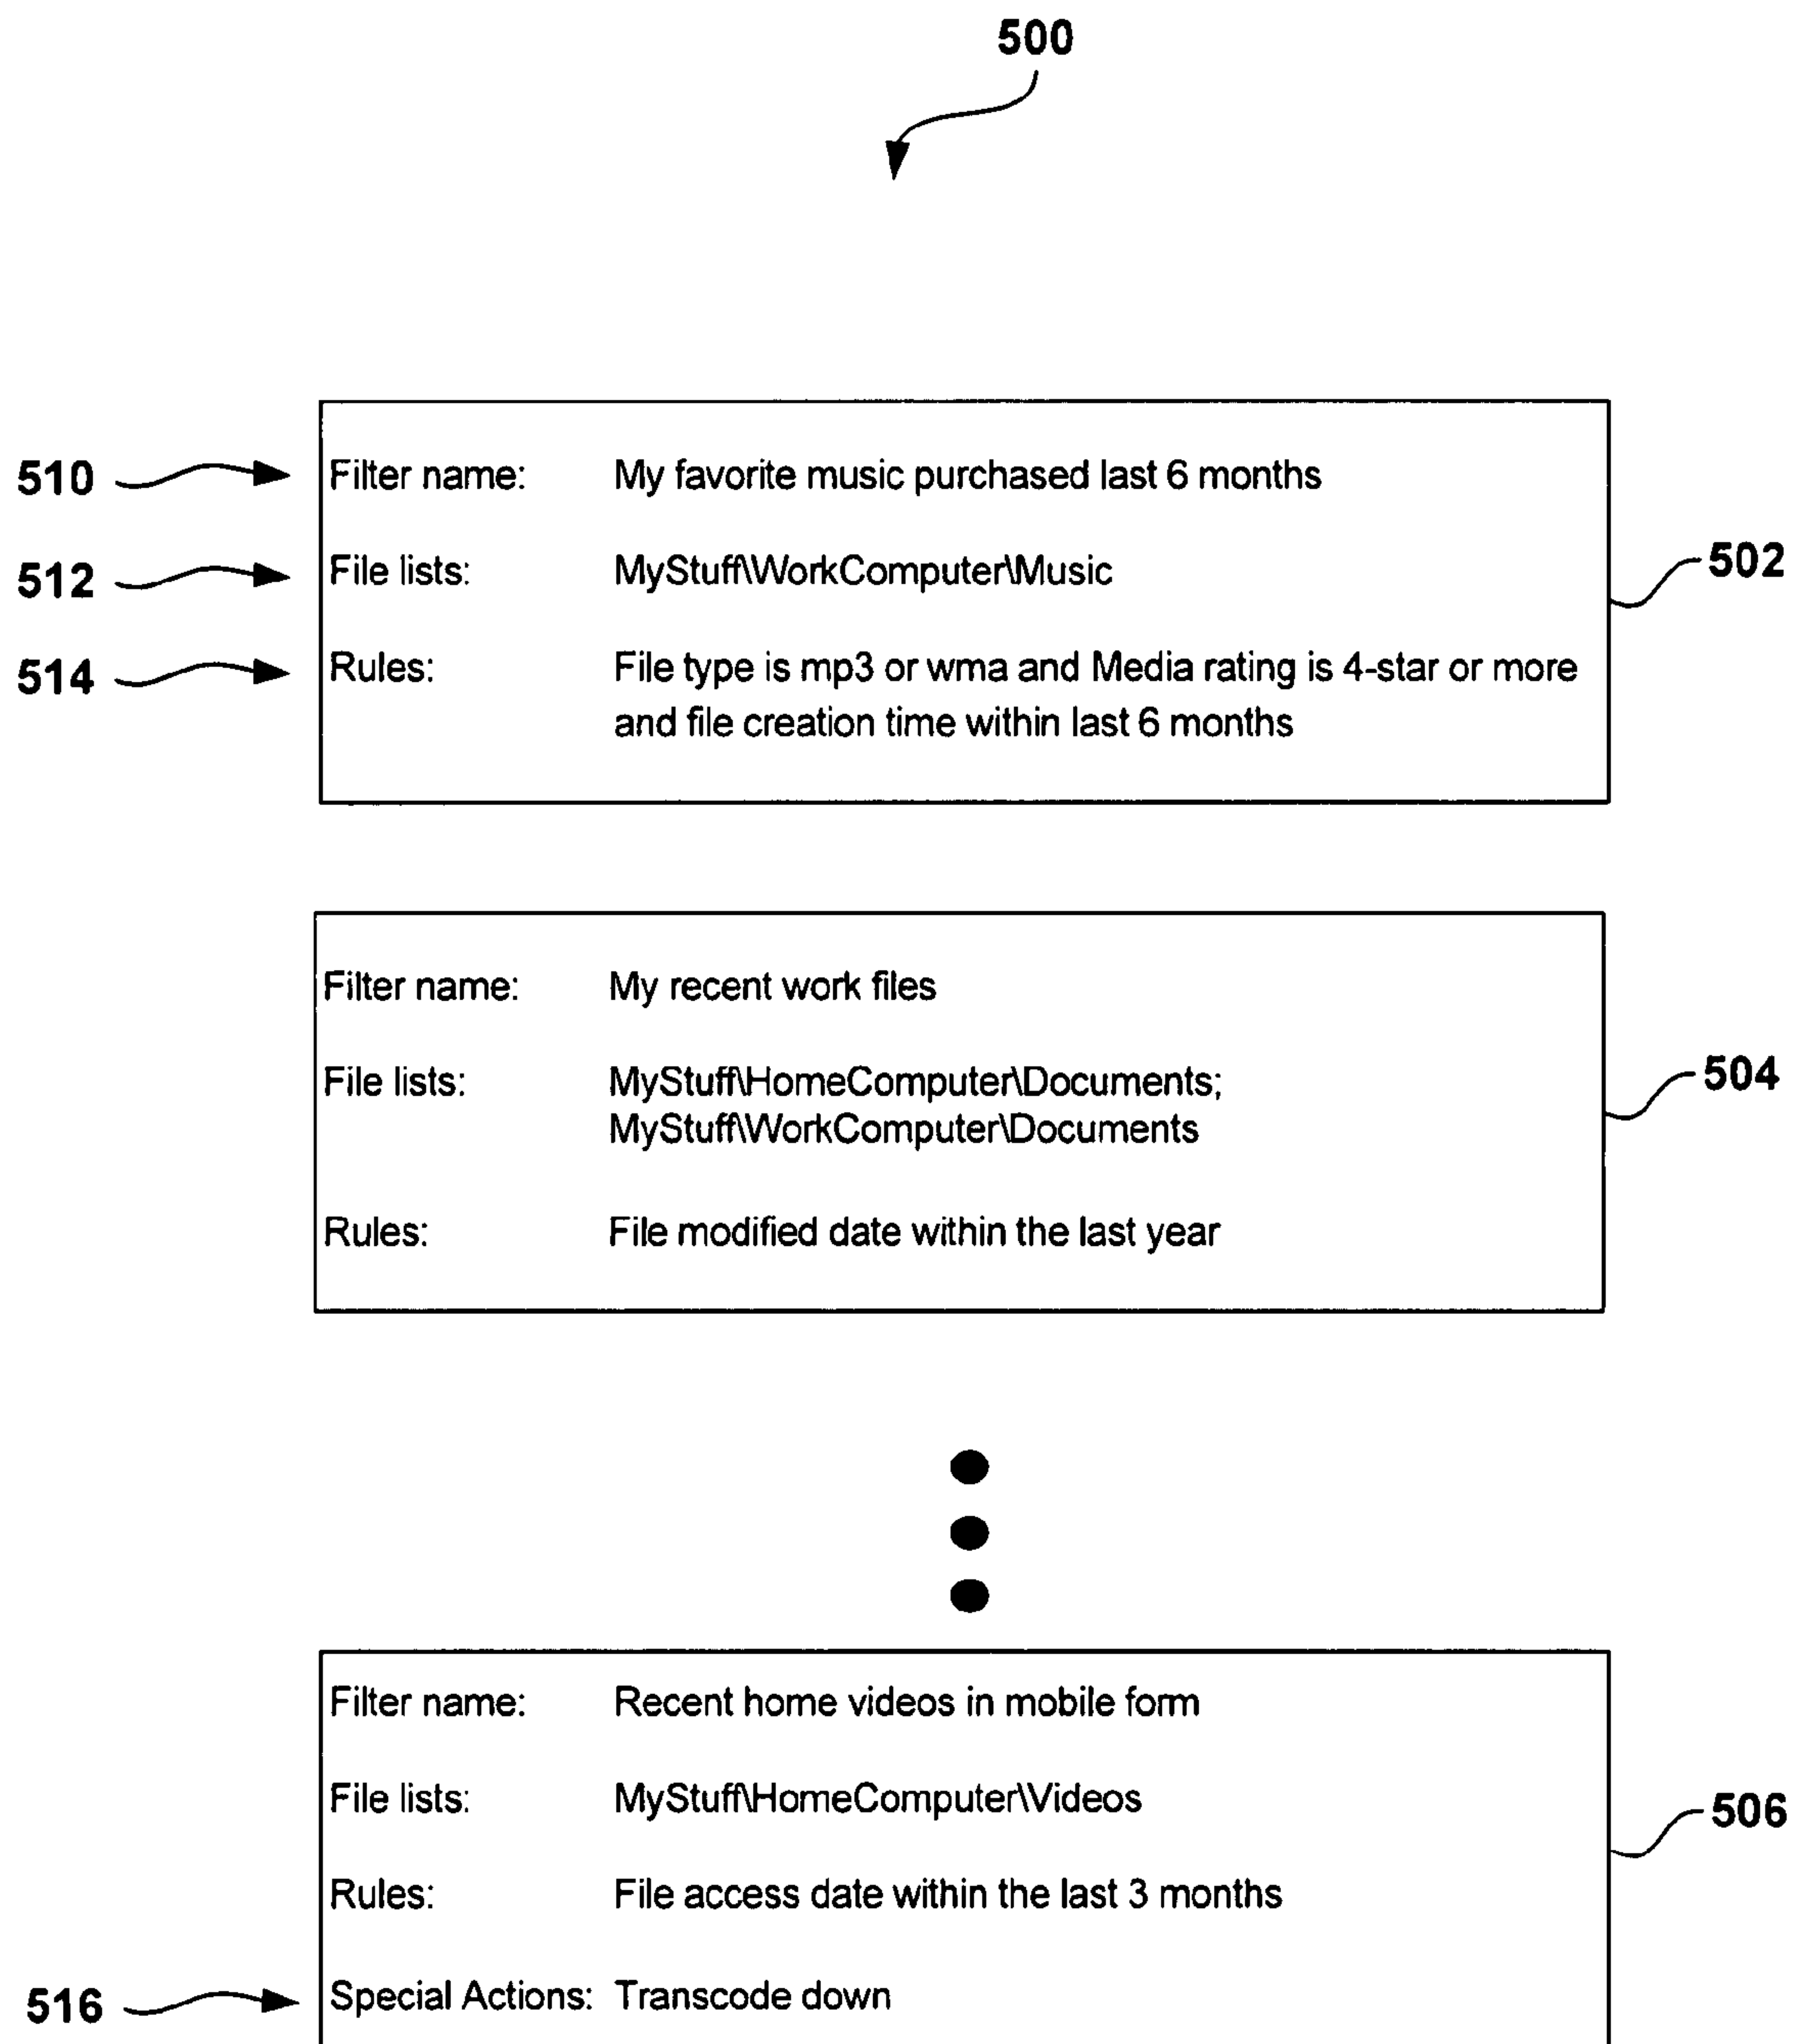 500
510 Filter name: My favorite music purchased last 6 months
512 File lists: MyStuff\WorkComputer\Music
502
514 Rules: File type is mp3 or wma and Media rating is 4-star or more
and file creation time within last 6 months
Filter name: My recent work files
File lists: MyStuff\HomeComputer\Documents;
504
MyStuff\WorkComputer\Documents
Rules: File modified date within the last year
Filter name: Recent home videos in mobile form
File lists: MyStuff\HomeComputer\Videos
506
Rules: File access date within the last 3 months
516 Special Actions: Transcode down